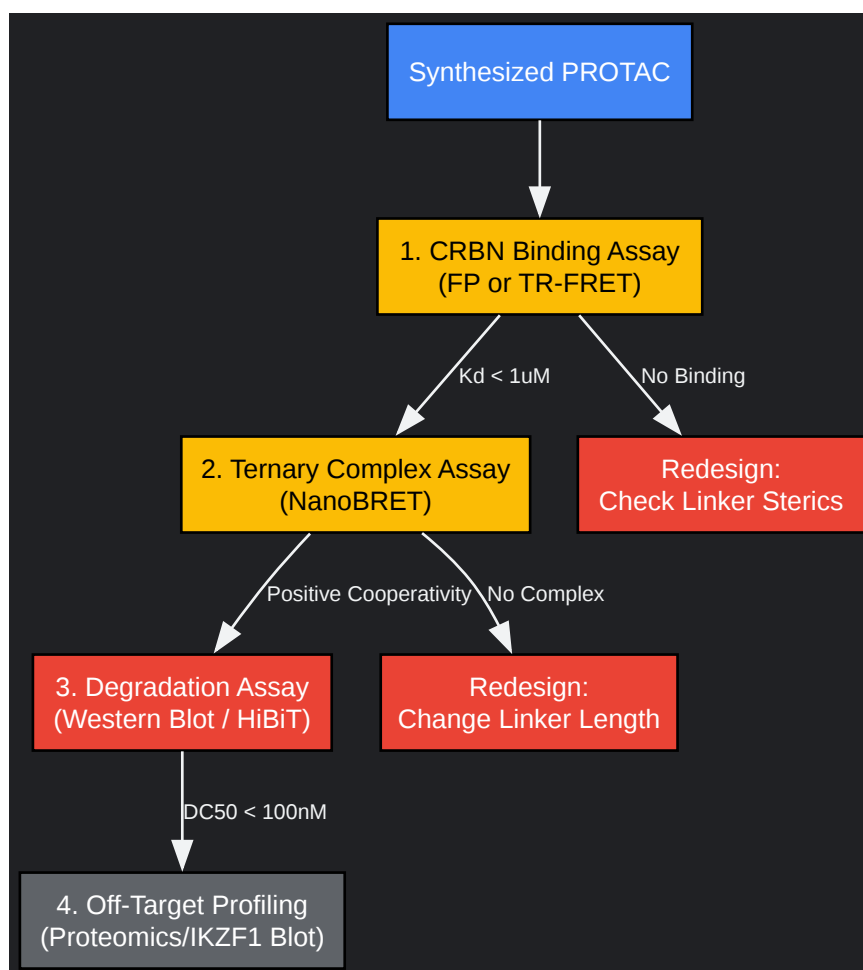 Synthesized PROTAC
1. CRBN Binding Assay
(FP or TR-FRET)
Kd < 1uM
No Binding
2. Ternary Complex Assay
(NanoBRET)
Redesign:
Check Linker Sterics
Positive Cooperativity
No Complex
3. Degradation Assay
(Western Blot / HiBiT)
Redesign:
Change Linker Length
DC50 < 100nM
4. Off-Target Profiling
(Proteomics/IKZF1 Blot)